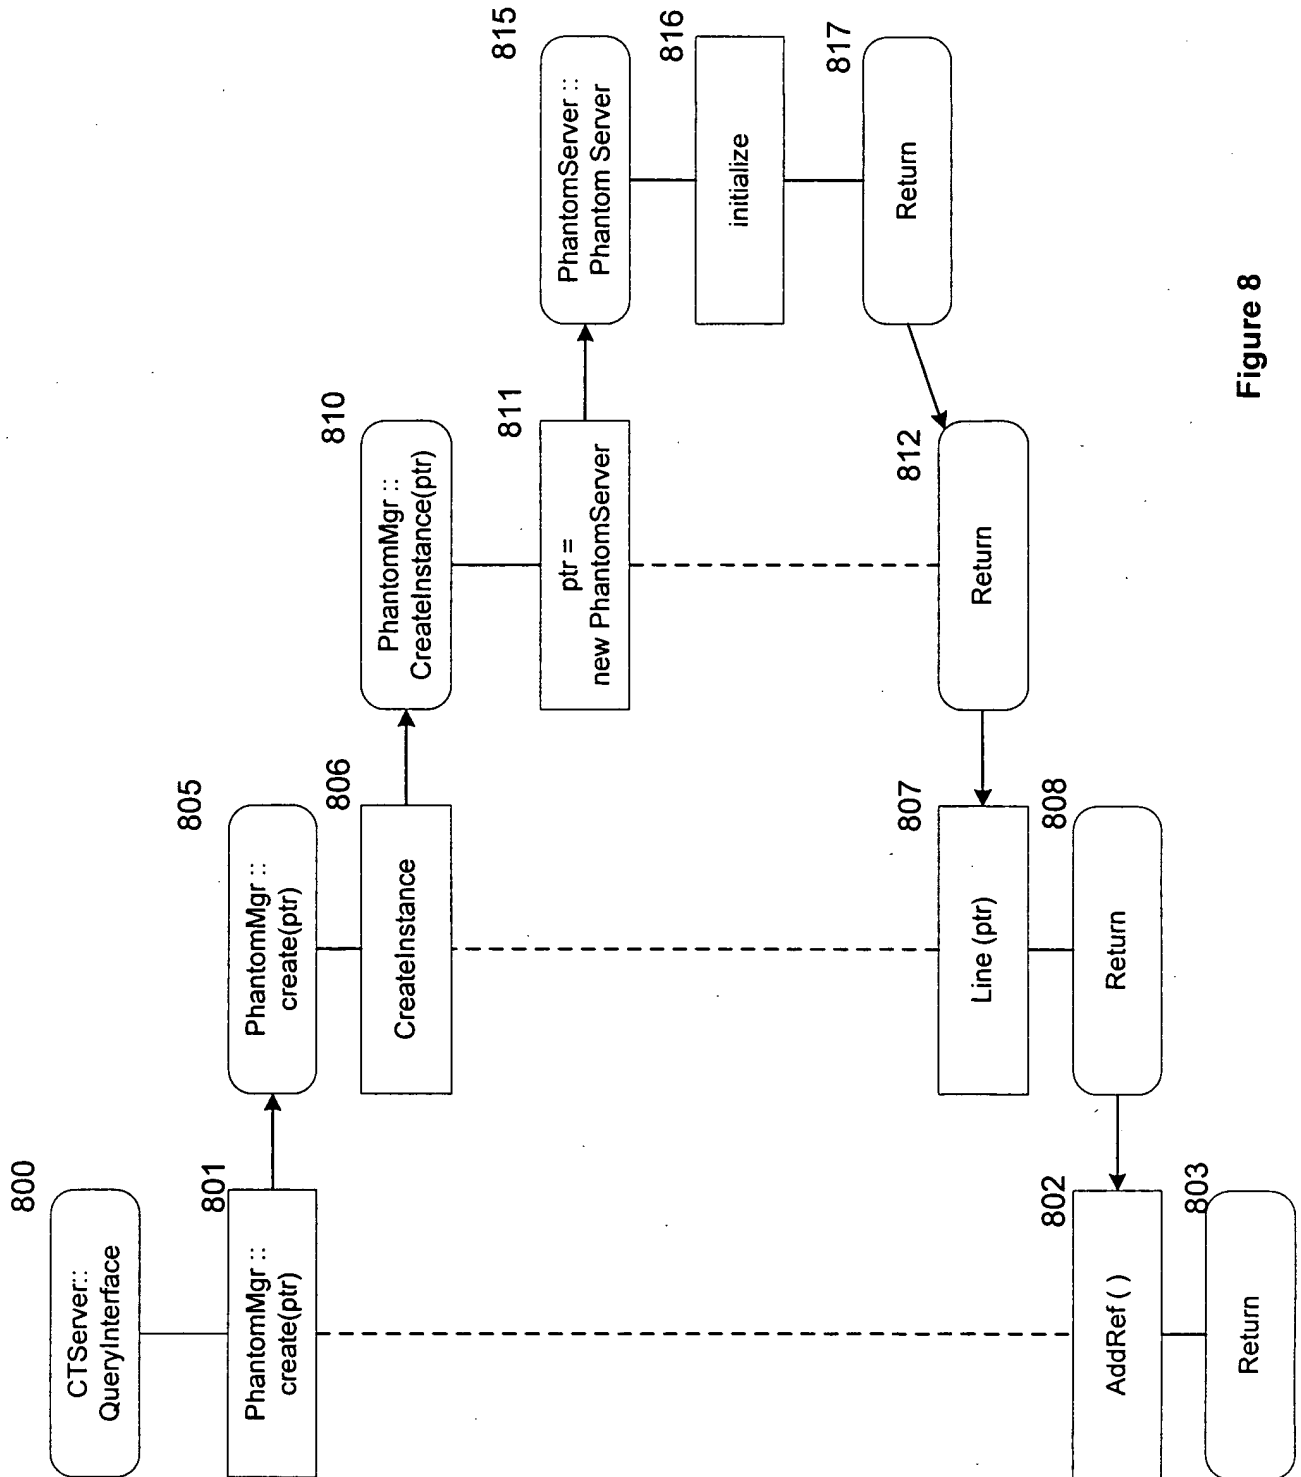 800
CTServer::
QueryInterface
801
PhantomMgr ::
create(ptr)
802
AddRef ( )
803
Return
805
PhantomMgr ::
create(ptr)
806
CreateInstance
807
Line (ptr)
808
Return
810
PhantomMgr ::
CreateInstance(ptr)
811
ptr =
new PhantomServer
812
Return
815
PhantomServer ::
Phantom Server
816
initialize
817
Return
Figure 8